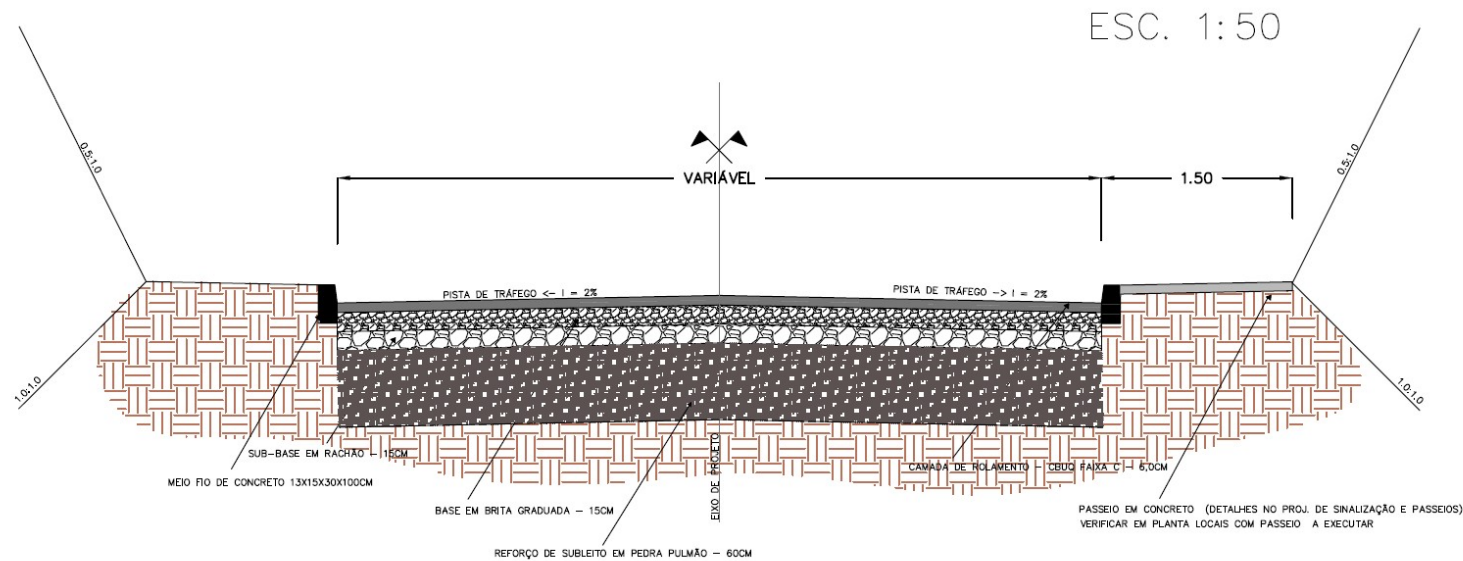 ESC. 1:50
0.5:1.0
0.5:1.0
VARIÁVEL
1.50
PISTA DE TRÁFEGO <- I = 2%
PISTA DE TRÁFEGO -> I = 2%
1.0:1.0
1.0:1.0
SUB-BASE EM RACHÃO - 15CM
EIXO DE PROJETO
CAMADA DE ROLAMENTO - CBUQ FAIXA C - 6,0CM
MEIO FIO DE CONCRETO 13X15X30X100CM
BASE EM BRITA GRADUADA - 15CM
PASSEIO EM CONCRETO (DETALHES NO PROJ. DE SINALIZAÇÃO E PASSEIOS)
VERIFICAR EM PLANTA LOCAIS COM PASSEIO A EXECUTAR
REFORÇO DE SUBLEITO EM PEDRA PULMÃO - 60CM